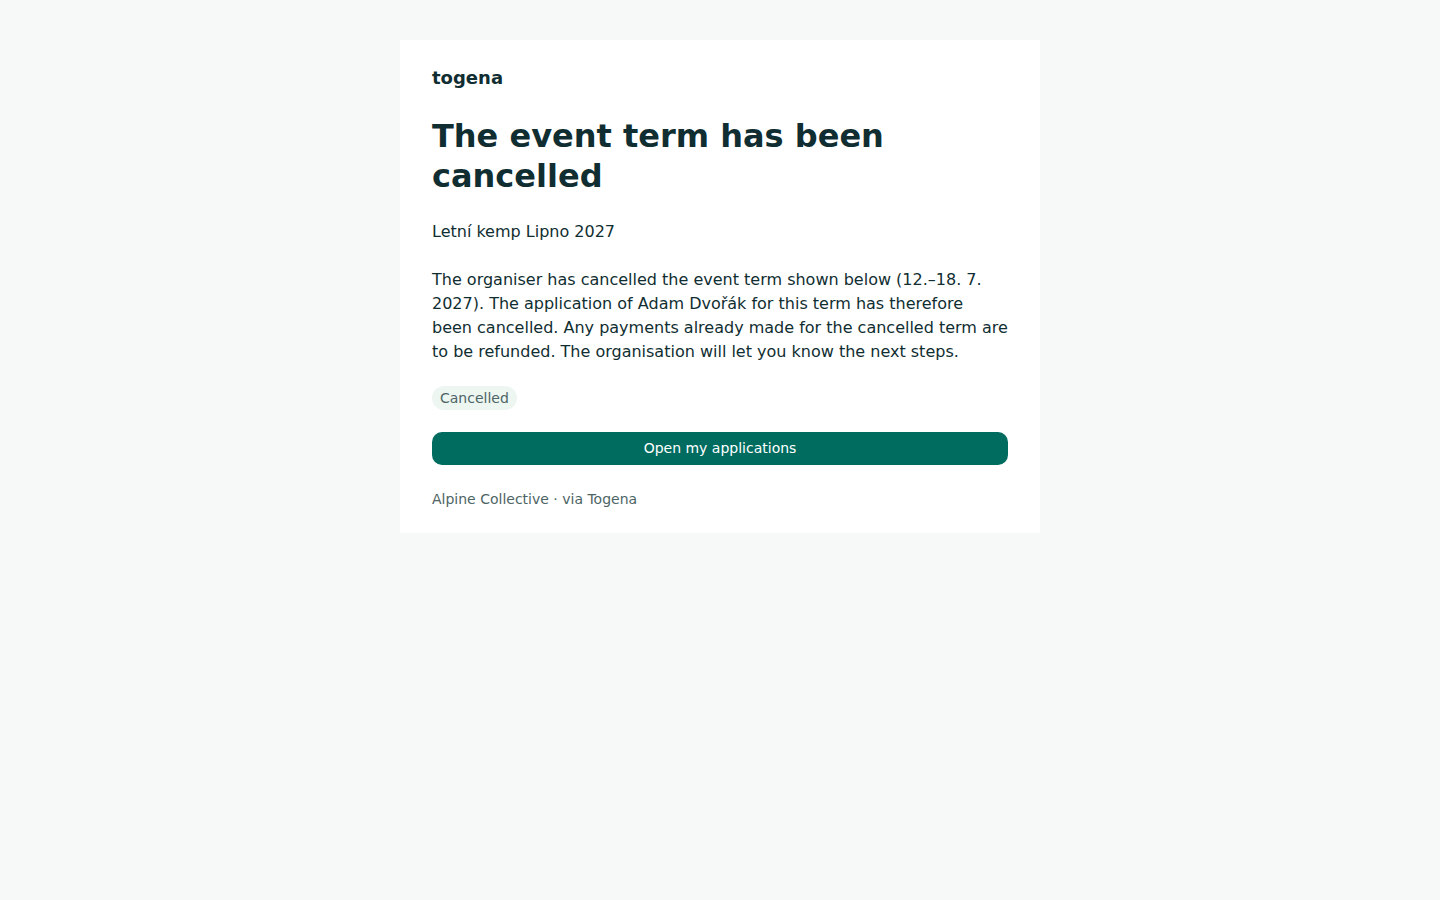 togena
The event term has been
cancelled
Letní kemp Lipno 2027
The organiser has cancelled the event term shown below (12.–18. 7.
2027). The application of Adam Dvořák for this term has therefore
been cancelled. Any payments already made for the cancelled term are
to be refunded. The organisation will let you know the next steps.
Cancelled
Open my applications
Alpine Collective · via Togena